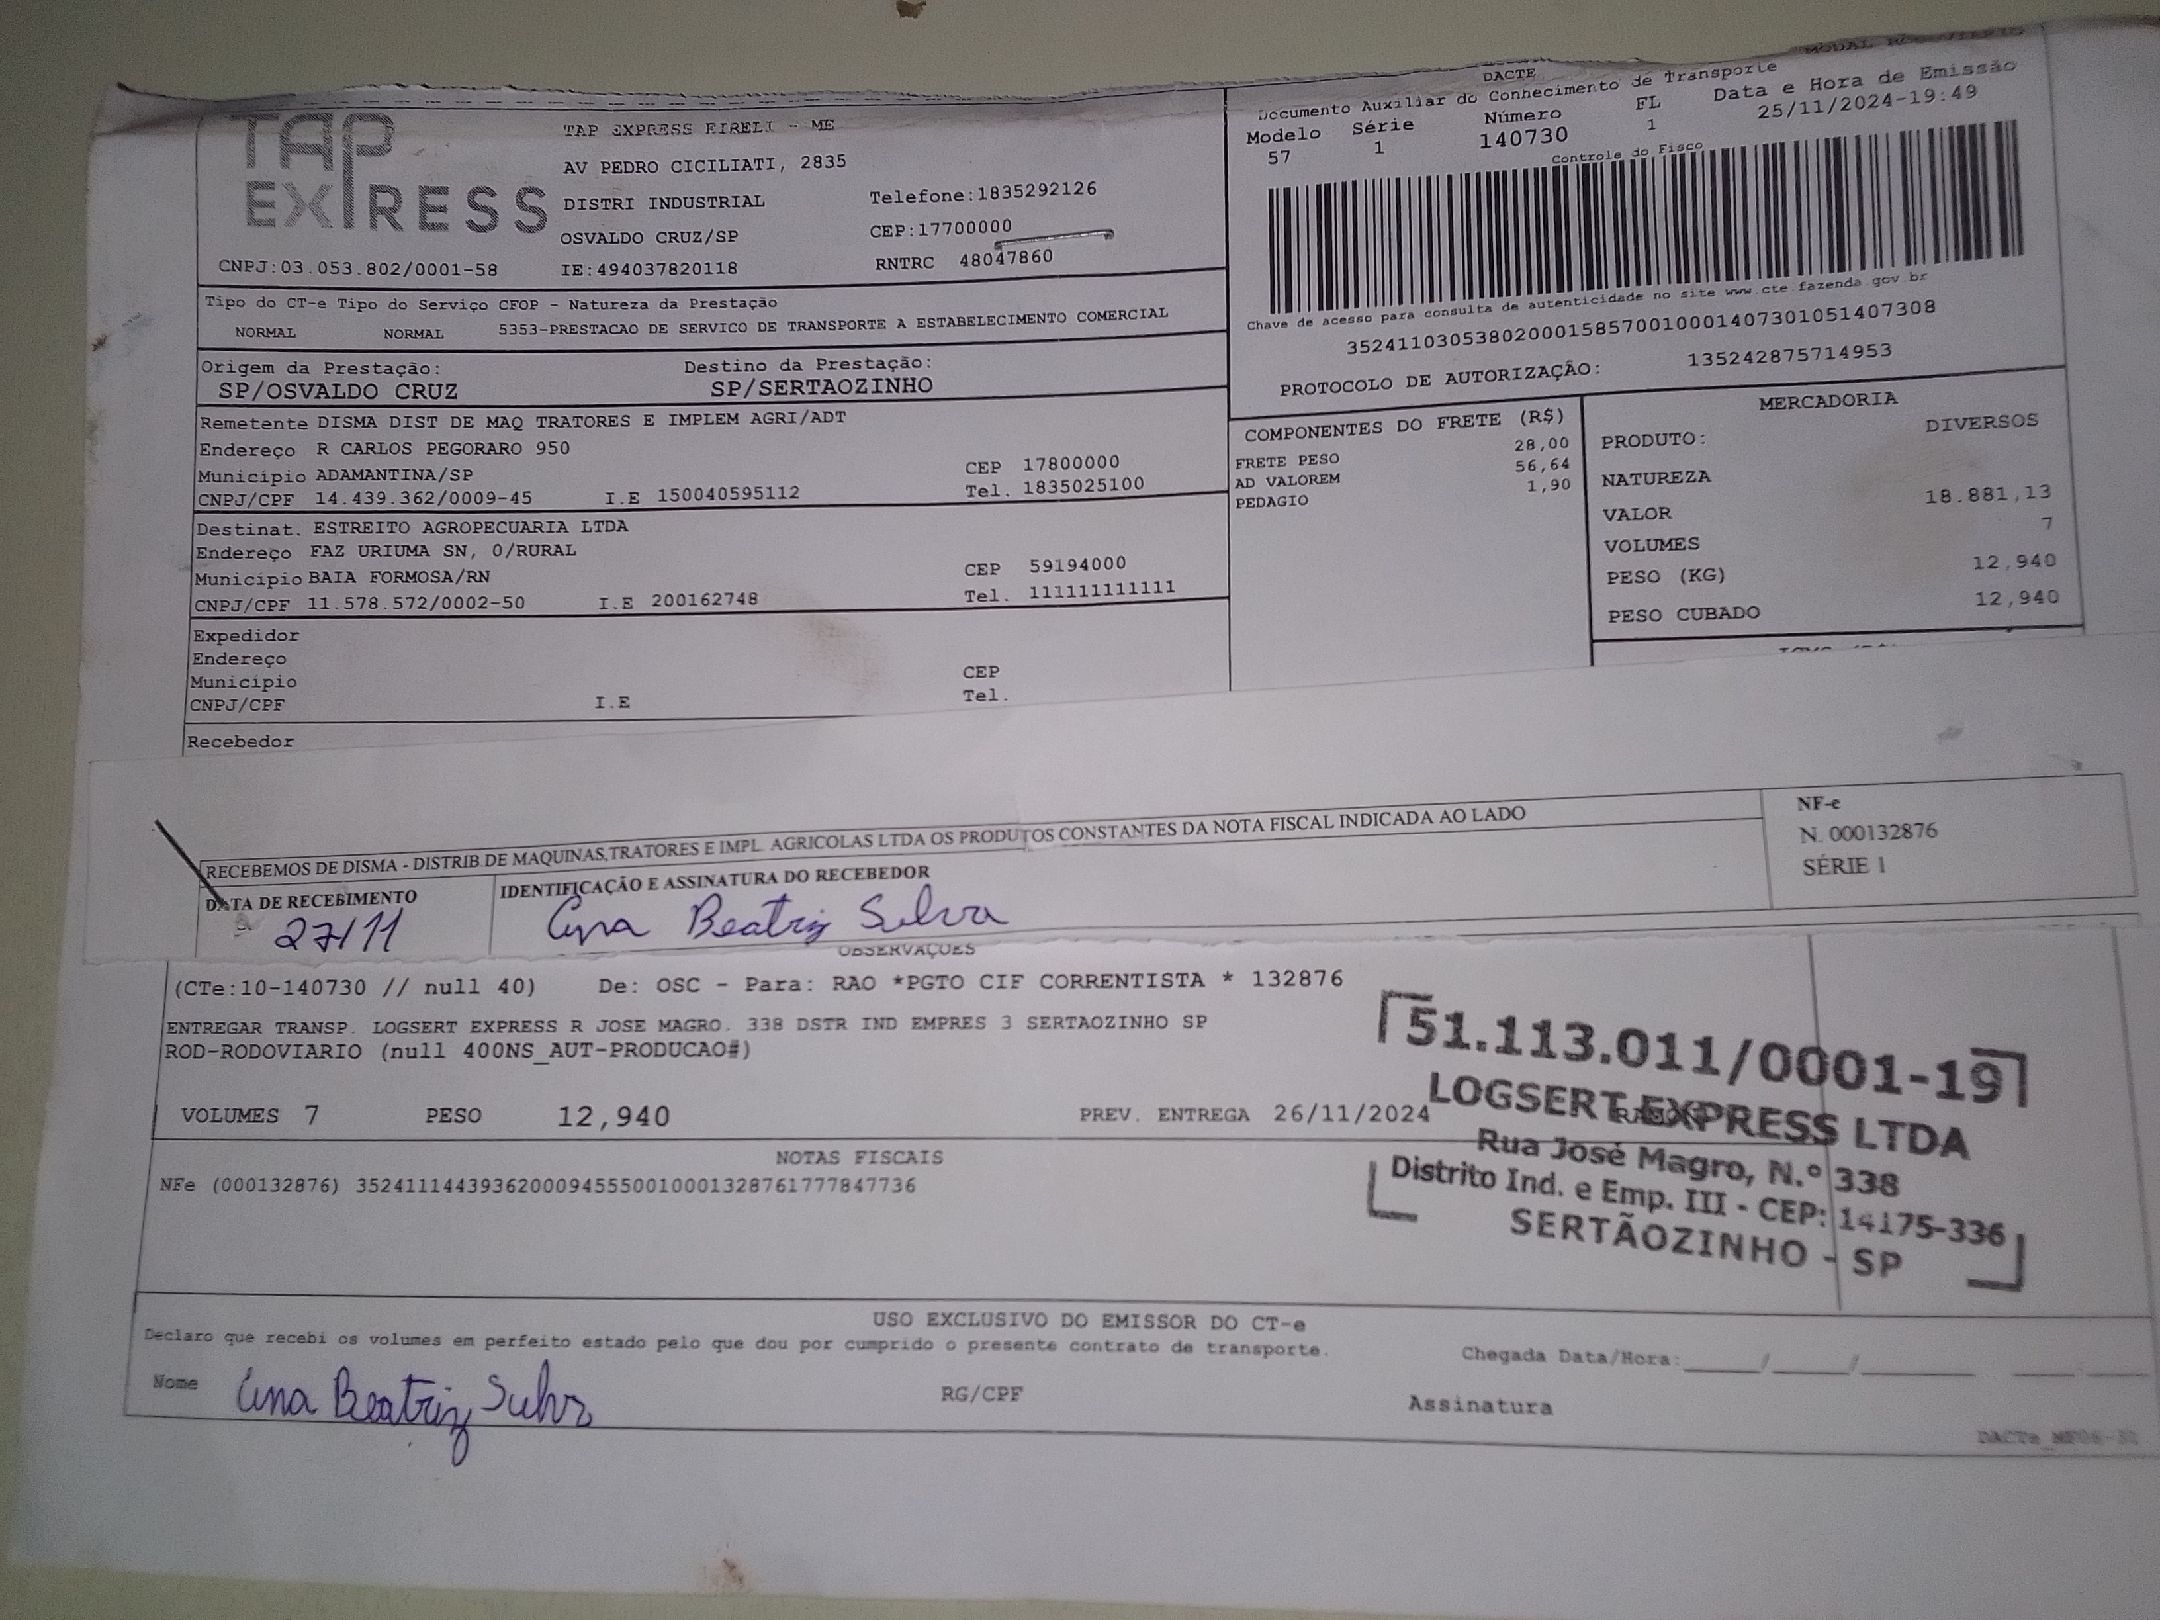 TAP EXPRESS
TAP EXPRESS EIRELI - ME
AV PEDRO CICILIATI, 2835
DISTRI INDUSTRIAL Telefone:1835292126
OSVALDO CRUZ/SP CEP:17700000
CNPJ:03.053.802/0001-58 IE:494037820118 RNTRC 48047860
DACTE
Documento Auxiliar do Conhecimento de Transporte
Modelo Série Número FL Data e Hora de Emissão
57 1 140730 1 25/11/2024-19:49
Controle do Fisco
Chave de acesso para consulta de autenticidade no site www.cte.fazenda.gov.br
35241103053802000158570010001407301051407308
PROTOCOLO DE AUTORIZAÇÃO: 135242875714953
Tipo do CT-e Tipo do Serviço CFOP - Natureza da Prestação
NORMAL NORMAL 5353-PRESTACAO DE SERVICO DE TRANSPORTE A ESTABELECIMENTO COMERCIAL
Origem da Prestação: Destino da Prestação:
SP/OSVALDO CRUZ SP/SERTAOZINHO
Remetente DISMA DIST DE MAQ TRATORES E IMPLEM AGRI/ADT
Endereço R CARLOS PEGORARO 950
Município ADAMANTINA/SP CEP 17800000
CNPJ/CPF 14.439.362/0009-45 I.E 150040595112 Tel. 1835025100
Destinat. ESTREITO AGROPECUARIA LTDA
Endereço FAZ URIUMA SN, 0/RURAL
Município BAIA FORMOSA/RN CEP 59194000
CNPJ/CPF 11.578.572/0002-50 I.E 200162748 Tel. 111111111111
Expedidor
Endereço
Município CEP
CNPJ/CPF I.E Tel.
Recebedor
COMPONENTES DO FRETE (R$)
FRETE PESO 28,00
AD VALOREM 56,64
PEDAGIO 1,90
MERCADORIA
PRODUTO: DIVERSOS
NATUREZA
VALOR 18.881,13
VOLUMES 7
PESO (KG) 12,940
PESO CUBADO 12,940
RECEBEMOS DE DISMA - DISTRIB.DE MAQUINAS,TRATORES E IMPL. AGRICOLAS LTDA OS PRODUTOS CONSTANTES DA NOTA FISCAL INDICADA AO LADO
DATA DE RECEBIMENTO IDENTIFICAÇÃO E ASSINATURA DO RECEBEDOR
27/11 Ana Beatriz Silva
NF-e
N. 000132876
SÉRIE 1
OBSERVAÇÕES
(CTe:10-140730 // null 40) De: OSC - Para: RAO *PGTO CIF CORRENTISTA * 132876
ENTREGAR TRANSP. LOGSERT EXPRESS R JOSE MAGRO. 338 DSTR IND EMPRES 3 SERTAOZINHO SP
ROD-RODOVIARIO (null 400NS_AUT-PRODUCAO#)
VOLUMES 7 PESO 12,940 PREV. ENTREGA 26/11/2024
51.113.011/0001-19
LOGSERT EXPRESS LTDA
Rua José Magro, N.º 338
Distrito Ind. e Emp. III - CEP: 14175-336
SERTÃOZINHO - SP
NOTAS FISCAIS
NFe (000132876) 35241114439362000945550010001328761777847736
USO EXCLUSIVO DO EMISSOR DO CT-e
Declaro que recebi os volumes em perfeito estado pelo que dou por cumprido o presente contrato de transporte.
Chegada Data/Hora:____/____/______ ____:____
Nome Ana Beatriz Silva RG/CPF Assinatura